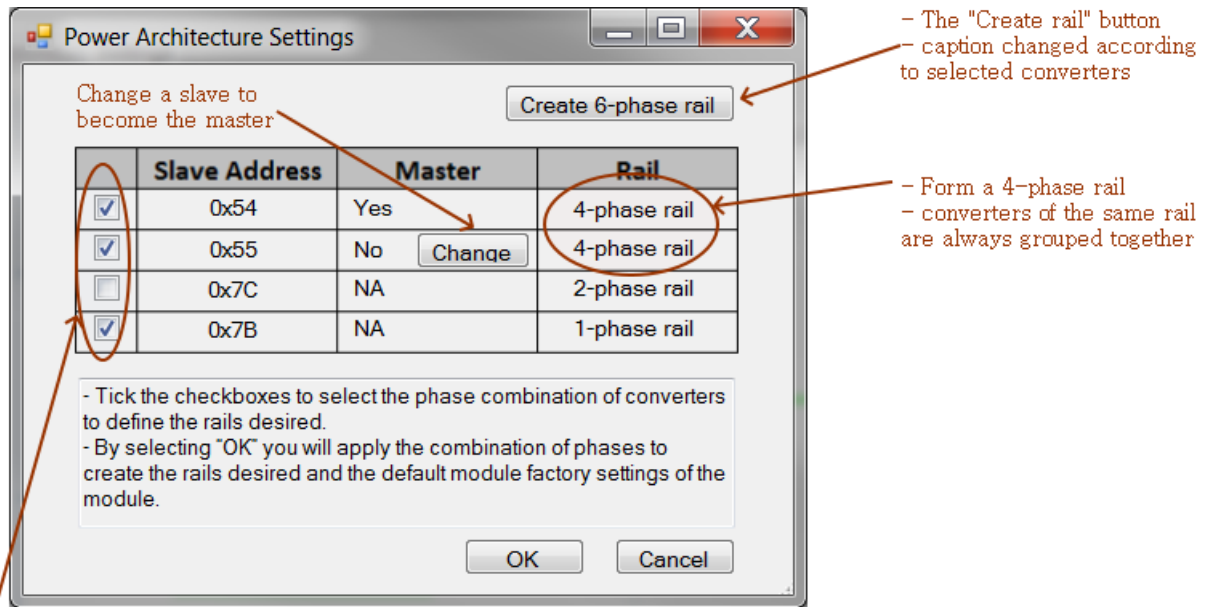 Power Architecture Settings
- The "Create rail" button
- caption changed according
to selected converters
Change a slave to
become the master
Create 6-phase rail
Slave Address Master Rail
0x54 Yes 4-phase rail
0x55 No Change 4-phase rail
0x7C NA 2-phase rail
0x7B NA 1-phase rail
- Form a 4-phase rail
- converters of the same rail
are always grouped together
- Tick the checkboxes to select the phase combination of converters
to define the rails desired.
- By selecting "OK" you will apply the combination of phases to
create the rails desired and the default module factory settings of the
module.
OK Cancel